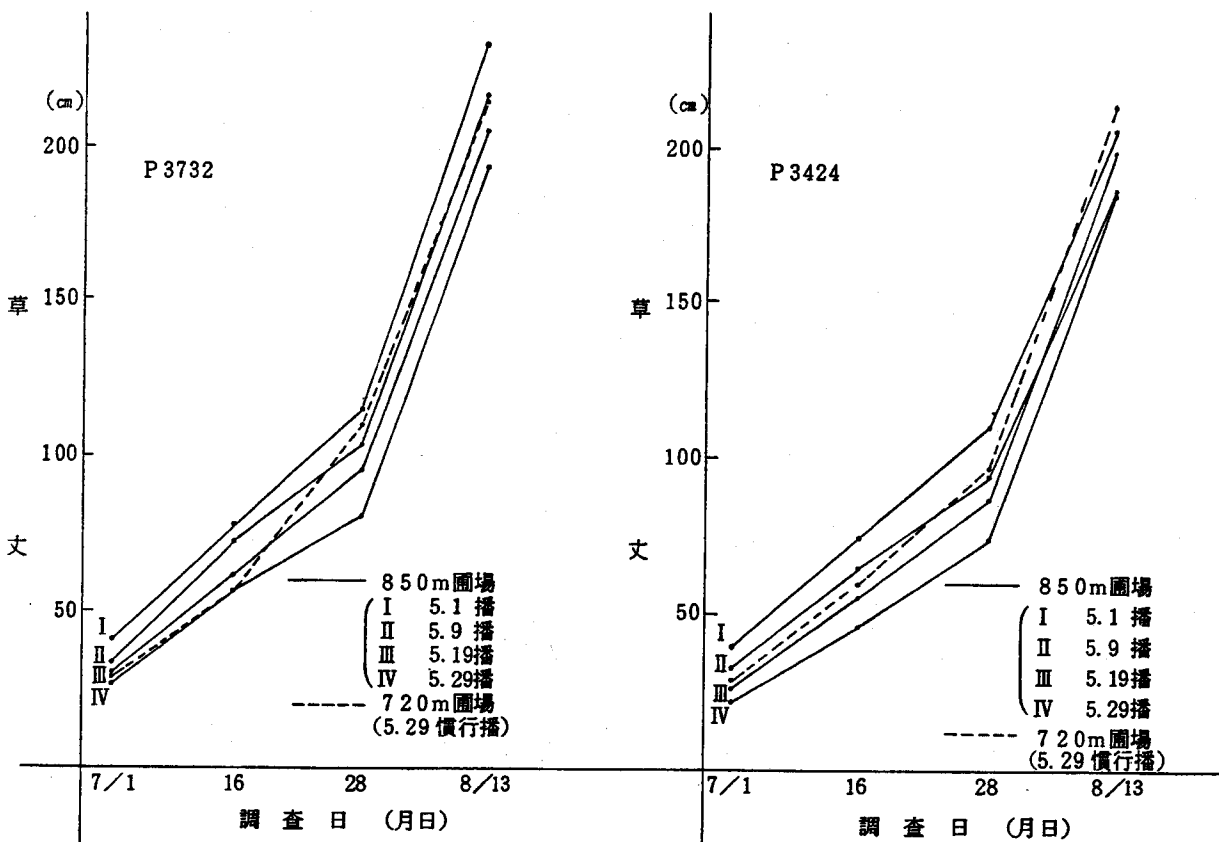 (㎝)
200
150
100
50
草
丈
P3732
I
II
III
IV
850m圃場
I 5.1 播
II 5.9 播
III 5.19播
IV 5.29播
720m圃場
(5.29 慣行播)
7/1 16 28 8/13
調 査 日 (月日)
(㎝)
200
150
100
50
草
丈
P3424
I
II
III
IV
850m圃場
I 5.1 播
II 5.9 播
III 5.19播
IV 5.29播
720m圃場
(5.29 慣行播)
7/1 16 28 8/13
調 査 日 (月日)